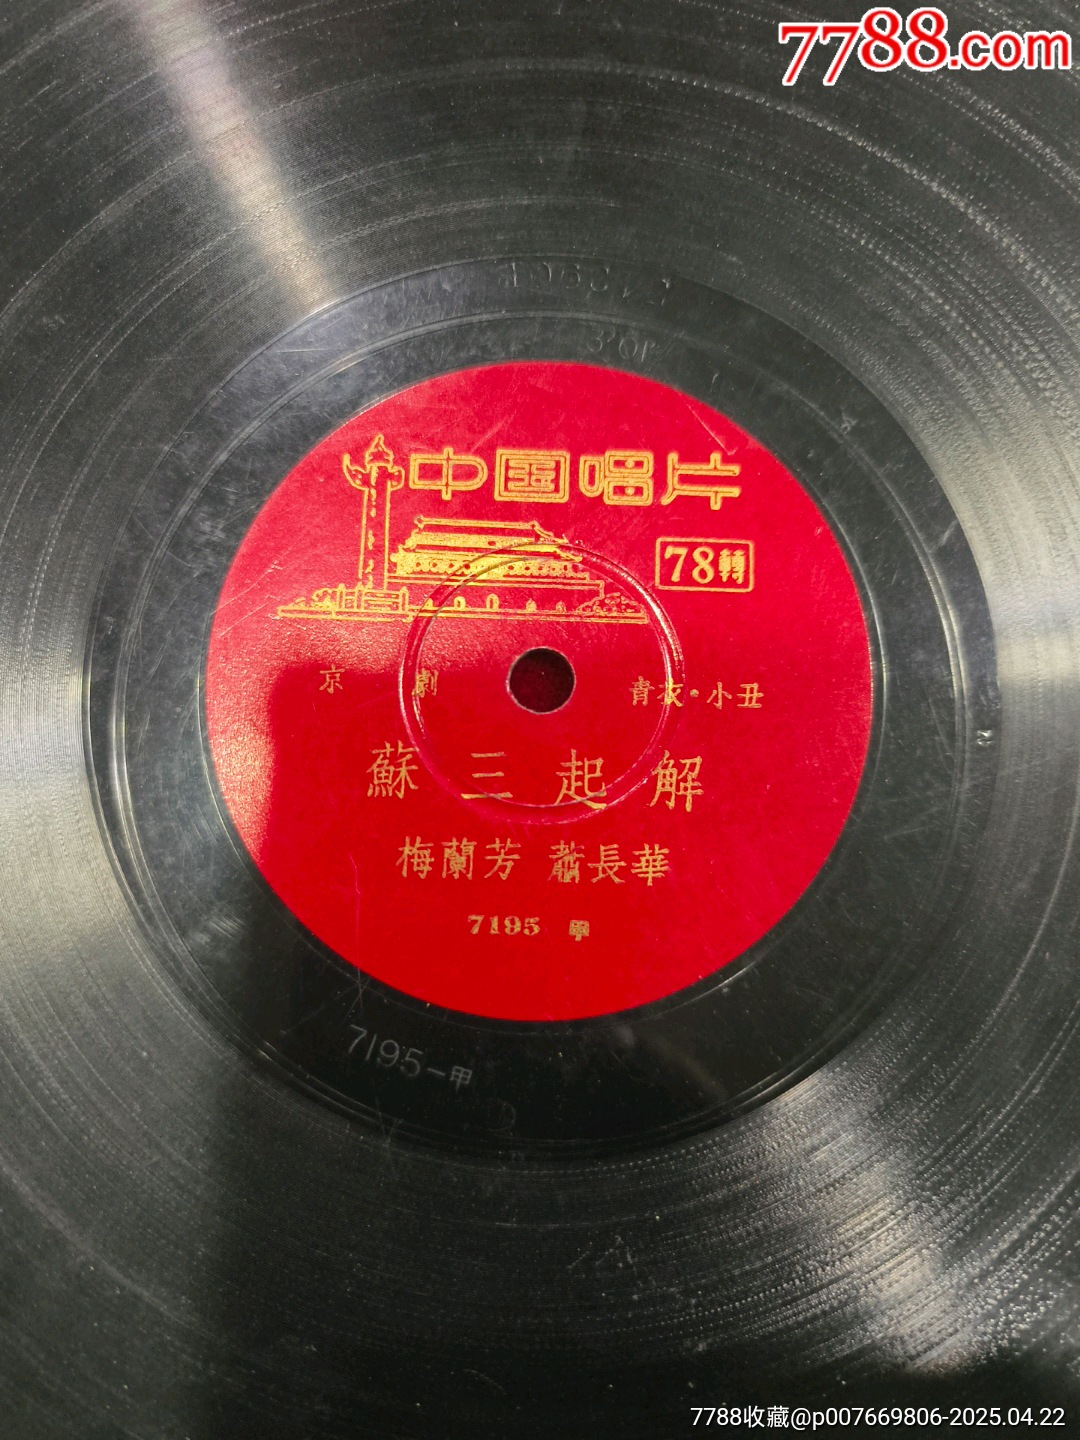 7788.com
中国唱片
78轉
京劇
青衣·小丑
蘇三起解
梅蘭芳 蕭長華
7195 甲
7195-甲
7788收藏@p007669806-2025.04.22